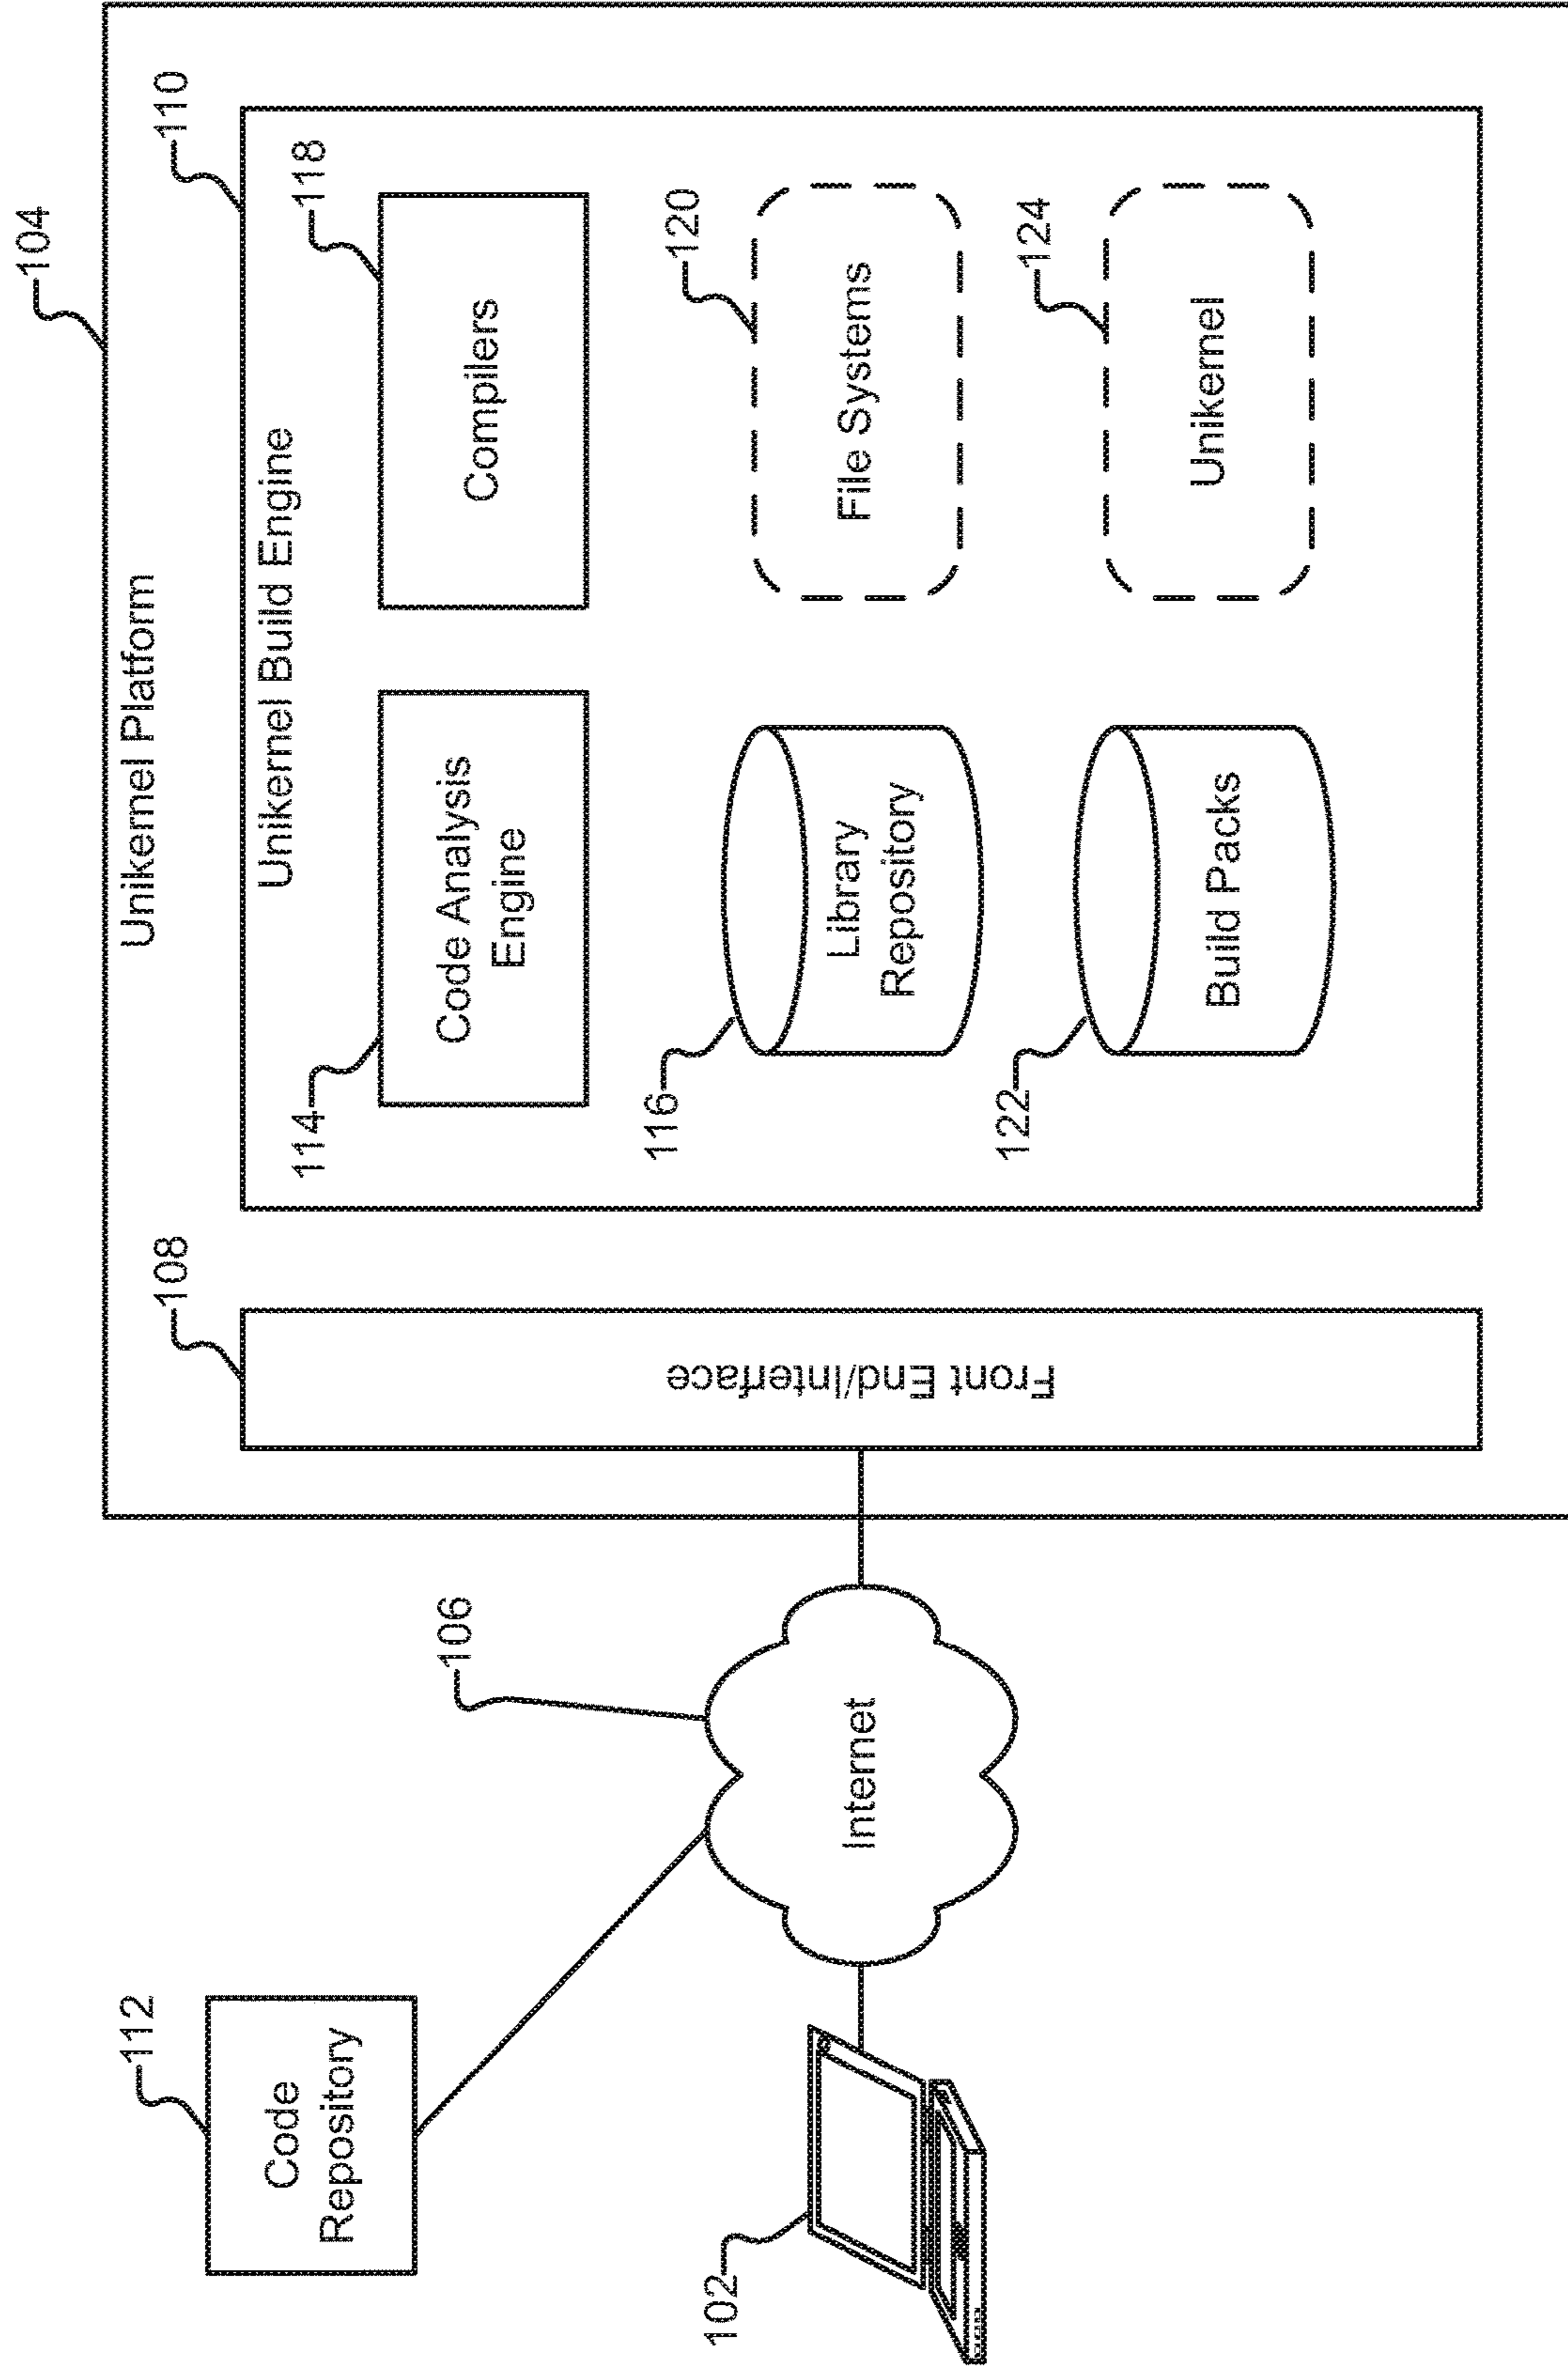 104
Unikernel Platform
110
Unikernel Build Engine
108
Front End/Interface
114
Code Analysis
Engine
118
Compilers
116
Library
Repository
120
File Systems
122
Build Packs
124
Unikernel
112
Code
Repository
106
Internet
102